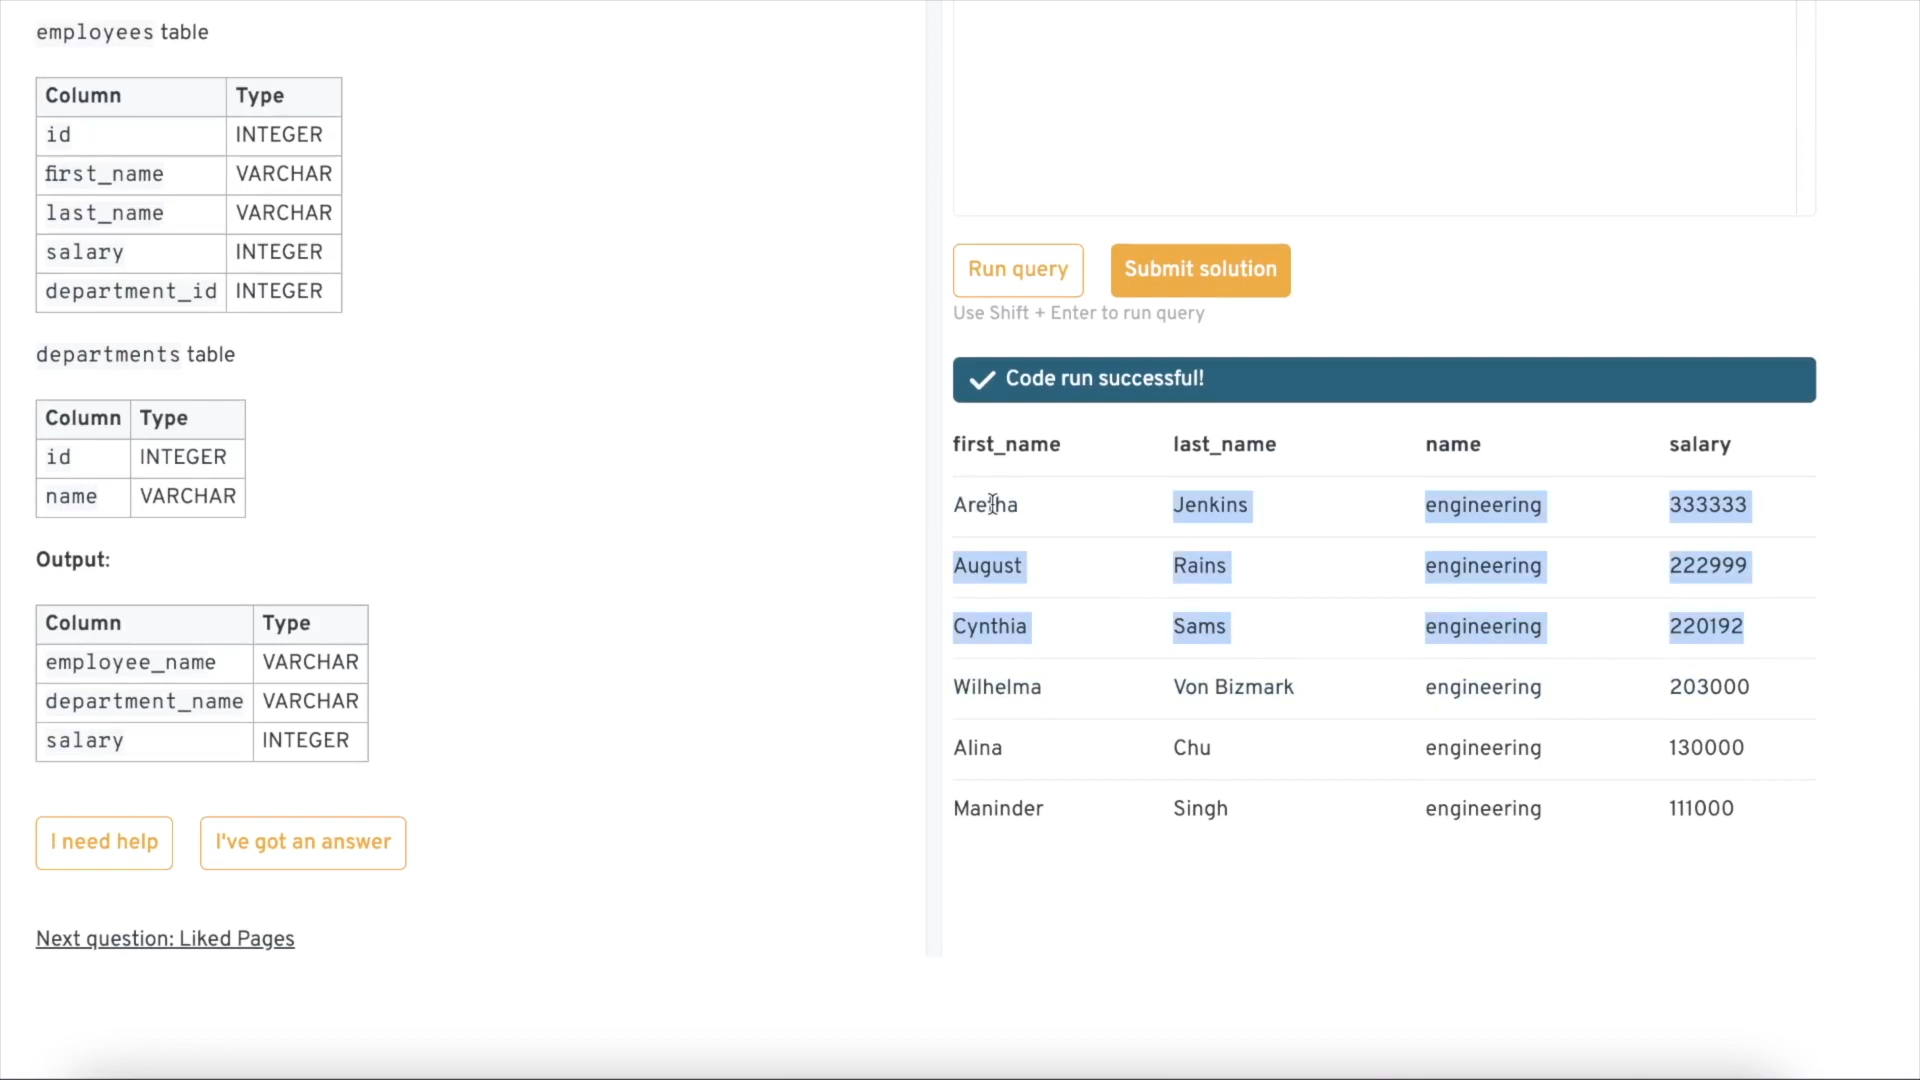 employees table
Column Type
id INTEGER
first_name VARCHAR
last_name VARCHAR
salary INTEGER
department_id INTEGER
departments table
Column Type
id INTEGER
name VARCHAR
Output:
Column Type
employee_name VARCHAR
department_name VARCHAR
salary INTEGER
I need help I've got an answer
Next question: Liked Pages
Run query Submit solution
Use Shift + Enter to run query
Code run successful!
first_name last_name name salary
Aretha Jenkins engineering 333333
August Rains engineering 222999
Cynthia Sams engineering 220192
Wilhelma Von Bizmark engineering 203000
Alina Chu engineering 130000
Maninder Singh engineering 111000